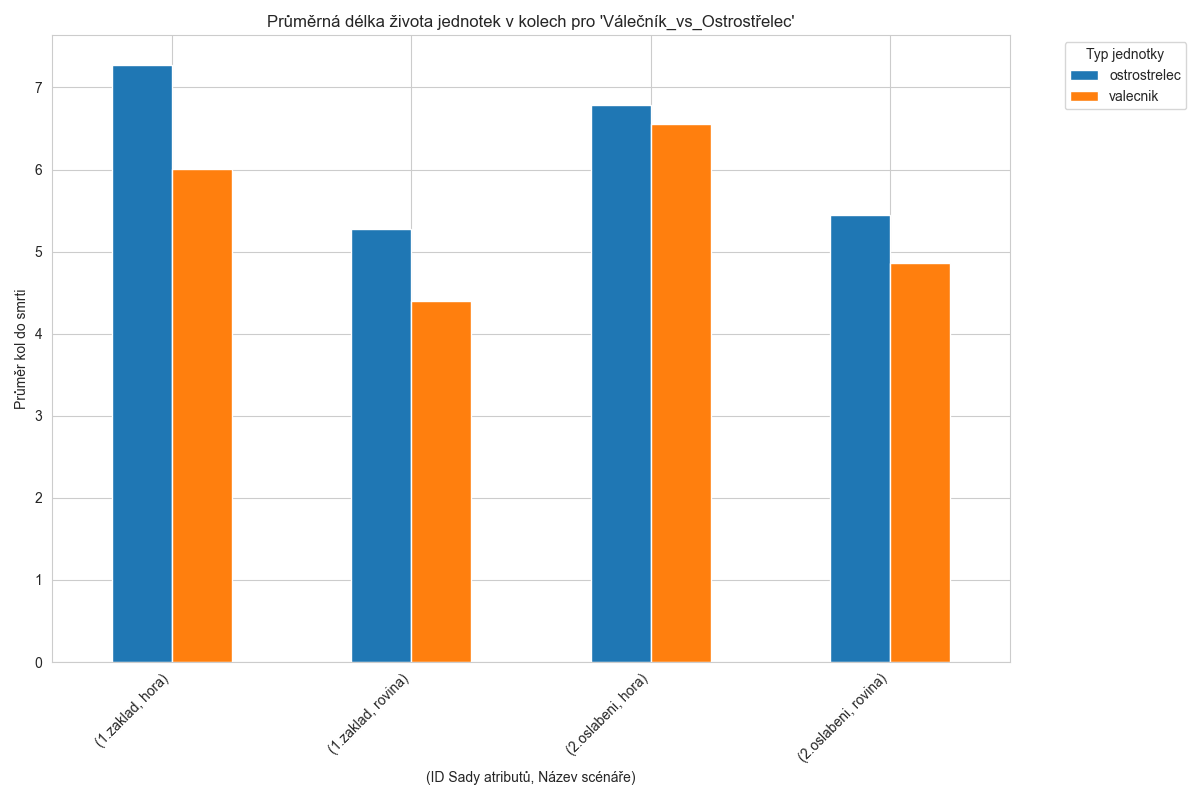 Průměrná délka života jednotek v kolech pro 'Válečník_vs_Ostrostřelec'
Typ jednotky
ostrostrelec
valecnik
Průměr kol do smrti
7
6
5
4
3
2
1
0
(1.zaklad, hora)
(1.zaklad, rovina)
(2.oslabeni, hora)
(2.oslabeni, rovina)
(ID Sady atributů, Název scénáře)